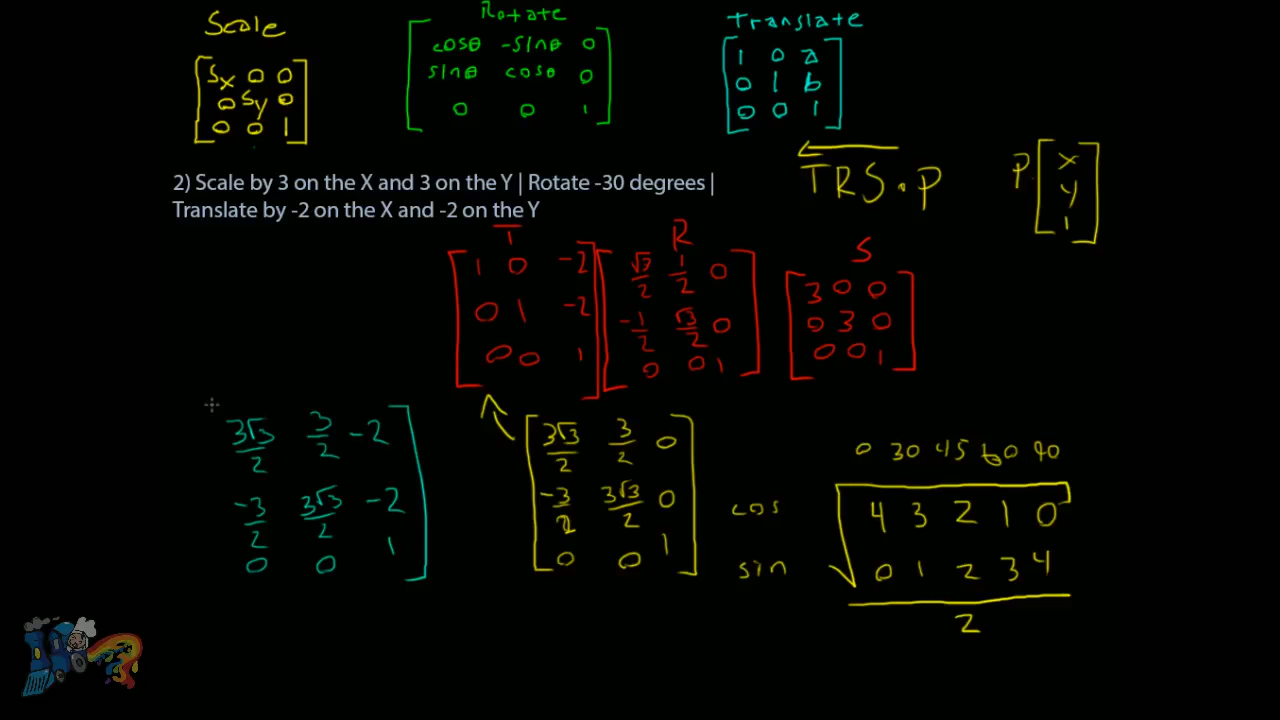 Scale
Rotate
Translate
Sx 0 0
0 Sy 0
0 0 1
cosθ -sinθ 0
sinθ cosθ 0
0 0 1
1 0 a
0 1 b
0 0 1
TRS.P
P
x
y
1
2) Scale by 3 on the X and 3 on the Y | Rotate -30 degrees |
Translate by -2 on the X and -2 on the Y
T
1 0 -2
0 1 -2
0 0 1
R
√3/2 1/2 0
-1/2 √3/2 0
0 0 1
S
3 0 0
0 3 0
0 0 1
3√3/2 3/2 -2
-3/2 3√3/2 -2
0 0 1
3√3/2 3/2 0
-3/2 3√3/2 0
0 0 1
0 30 45 60 90
cos √4 3 2 1 0
sin 0 1 2 3 4
2